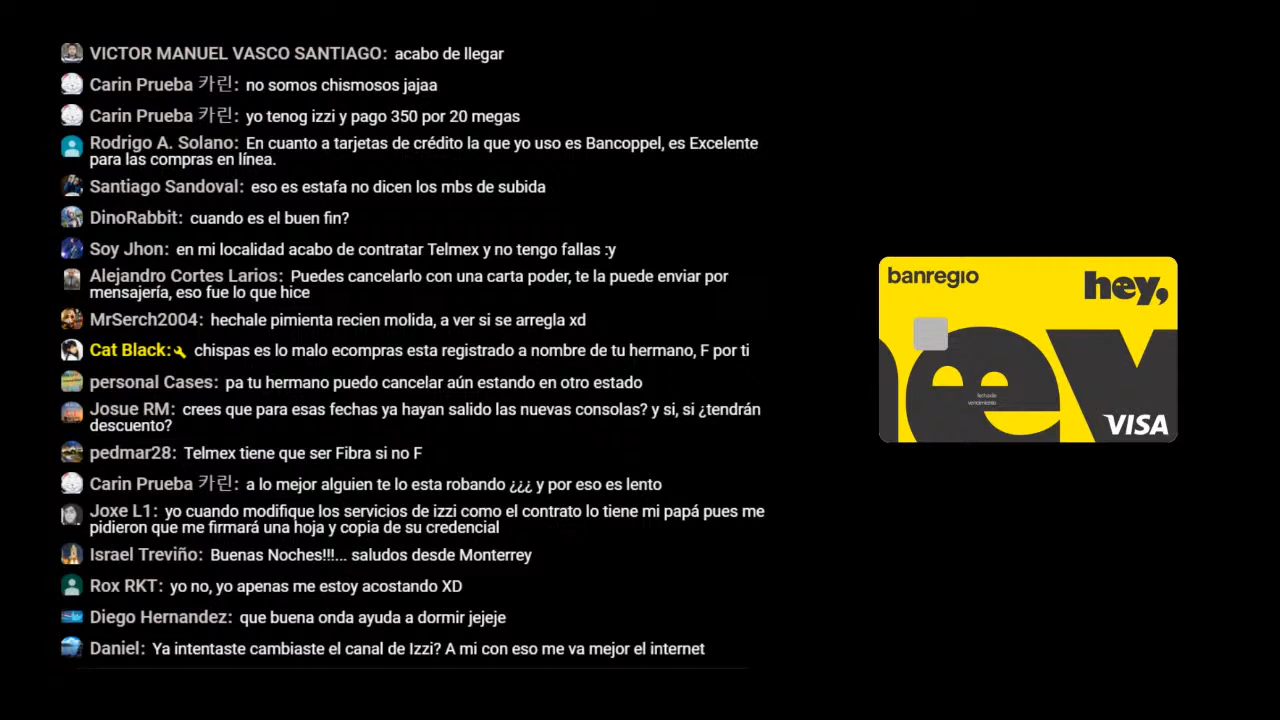 VICTOR MANUEL VASCO SANTIAGO: acabo de llegar
Carin Prueba 카린: no somos chismosos jajaa
Carin Prueba 카린: yo tenog izzi y pago 350 por 20 megas
Rodrigo A. Solano: En cuanto a tarjetas de crédito la que yo uso es Bancoppel, es Excelente
para las compras en línea.
Santiago Sandoval: eso es estafa no dicen los mbs de subida
DinoRabbit: cuando es el buen fin?
Soy Jhon: en mi localidad acabo de contratar Telmex y no tengo fallas :y
Alejandro Cortes Larios: Puedes cancelarlo con una carta poder, te la puede enviar por
mensajería, eso fue lo que hice
MrSerch2004: hechale pimienta recien molida, a ver si se arregla xd
Cat Black: chispas es lo malo ecompras esta registrado a nombre de tu hermano, F por ti
personal Cases: pa tu hermano puedo cancelar aún estando en otro estado
Josue RM: crees que para esas fechas ya hayan salido las nuevas consolas? y si, si ¿tendrán
descuento?
pedmar28: Telmex tiene que ser Fibra si no F
Carin Prueba 카린: a lo mejor alguien te lo esta robando ¿¿¿ y por eso es lento
Joxe L1: yo cuando modifique los servicios de izzi como el contrato lo tiene mi papá pues me
pidieron que me firmará una hoja y copia de su credencial
Israel Treviño: Buenas Noches!!!... saludos desde Monterrey
Rox RKT: yo no, yo apenas me estoy acostando XD
Diego Hernandez: que buena onda ayuda a dormir jejeje
Daniel: Ya intentaste cambiaste el canal de Izzi? A mi con eso me va mejor el internet
banregio
hey,
fecha de
vencimiento
VISA